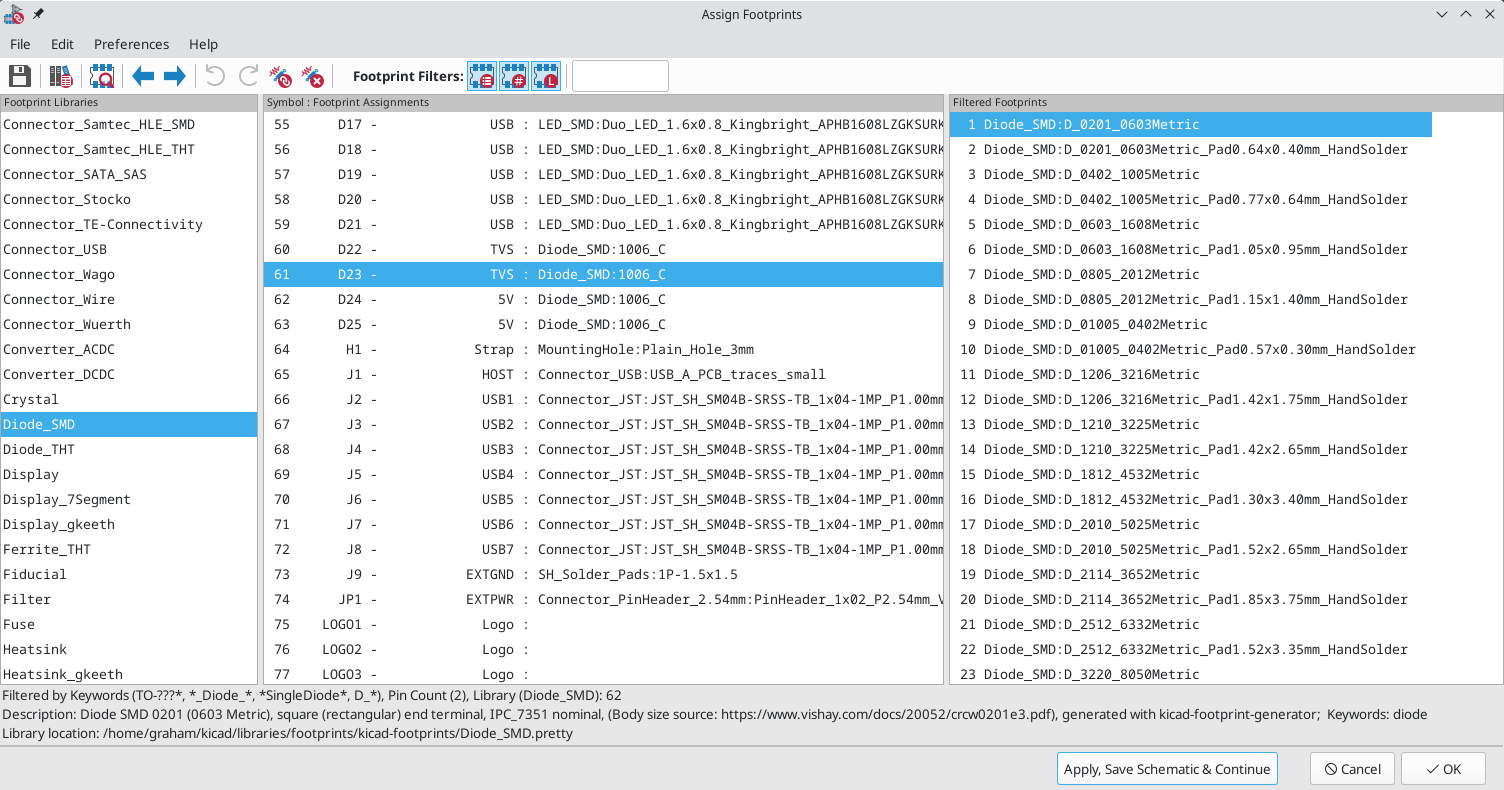 Assign Footprints
File Edit Preferences Help
Footprint Filters:
Footprint Libraries
Connector_Samtec_HLE_SMD
Connector_Samtec_HLE_THT
Connector_SATA_SAS
Connector_Stocko
Connector_TE-Connectivity
Connector_USB
Connector_Wago
Connector_Wire
Connector_Wuerth
Converter_ACDC
Converter_DCDC
Crystal
Diode_SMD
Diode_THT
Display
Display_7Segment
Display_gkeeth
Ferrite_THT
Fiducial
Filter
Fuse
Heatsink
Heatsink_gkeeth
Symbol : Footprint Assignments
55 D17 - USB : LED_SMD:Duo_LED_1.6x0.8_Kingbright_APHB1608LZGKSURK
56 D18 - USB : LED_SMD:Duo_LED_1.6x0.8_Kingbright_APHB1608LZGKSURK
57 D19 - USB : LED_SMD:Duo_LED_1.6x0.8_Kingbright_APHB1608LZGKSURK
58 D20 - USB : LED_SMD:Duo_LED_1.6x0.8_Kingbright_APHB1608LZGKSURK
59 D21 - USB : LED_SMD:Duo_LED_1.6x0.8_Kingbright_APHB1608LZGKSURK
60 D22 - TVS : Diode_SMD:1006_C
61 D23 - TVS : Diode_SMD:1006_C
62 D24 - 5V : Diode_SMD:1006_C
63 D25 - 5V : Diode_SMD:1006_C
64 H1 - Strap : MountingHole:Plain_Hole_3mm
65 J1 - HOST : Connector_USB:USB_A_PCB_traces_small
66 J2 - USB1 : Connector_JST:JST_SH_SM04B-SRSS-TB_1x04-1MP_P1.00mm
67 J3 - USB2 : Connector_JST:JST_SH_SM04B-SRSS-TB_1x04-1MP_P1.00mm
68 J4 - USB3 : Connector_JST:JST_SH_SM04B-SRSS-TB_1x04-1MP_P1.00mm
69 J5 - USB4 : Connector_JST:JST_SH_SM04B-SRSS-TB_1x04-1MP_P1.00mm
70 J6 - USB5 : Connector_JST:JST_SH_SM04B-SRSS-TB_1x04-1MP_P1.00mm
71 J7 - USB6 : Connector_JST:JST_SH_SM04B-SRSS-TB_1x04-1MP_P1.00mm
72 J8 - USB7 : Connector_JST:JST_SH_SM04B-SRSS-TB_1x04-1MP_P1.00mm
73 J9 - EXTGND : SH_Solder_Pads:1P-1.5x1.5
74 JP1 - EXTPWR : Connector_PinHeader_2.54mm:PinHeader_1x02_P2.54mm_V
75 LOGO1 - Logo :
76 LOGO2 - Logo :
77 LOGO3 - Logo :
Filtered Footprints
1 Diode_SMD:D_0201_0603Metric
2 Diode_SMD:D_0201_0603Metric_Pad0.64x0.40mm_HandSolder
3 Diode_SMD:D_0402_1005Metric
4 Diode_SMD:D_0402_1005Metric_Pad0.77x0.64mm_HandSolder
5 Diode_SMD:D_0603_1608Metric
6 Diode_SMD:D_0603_1608Metric_Pad1.05x0.95mm_HandSolder
7 Diode_SMD:D_0805_2012Metric
8 Diode_SMD:D_0805_2012Metric_Pad1.15x1.40mm_HandSolder
9 Diode_SMD:D_01005_0402Metric
10 Diode_SMD:D_01005_0402Metric_Pad0.57x0.30mm_HandSolder
11 Diode_SMD:D_1206_3216Metric
12 Diode_SMD:D_1206_3216Metric_Pad1.42x1.75mm_HandSolder
13 Diode_SMD:D_1210_3225Metric
14 Diode_SMD:D_1210_3225Metric_Pad1.42x2.65mm_HandSolder
15 Diode_SMD:D_1812_4532Metric
16 Diode_SMD:D_1812_4532Metric_Pad1.30x3.40mm_HandSolder
17 Diode_SMD:D_2010_5025Metric
18 Diode_SMD:D_2010_5025Metric_Pad1.52x2.65mm_HandSolder
19 Diode_SMD:D_2114_3652Metric
20 Diode_SMD:D_2114_3652Metric_Pad1.85x3.75mm_HandSolder
21 Diode_SMD:D_2512_6332Metric
22 Diode_SMD:D_2512_6332Metric_Pad1.52x3.35mm_HandSolder
23 Diode_SMD:D_3220_8050Metric
Filtered by Keywords (TO-???*, *_Diode_*, *SingleDiode*, D_*), Pin Count (2), Library (Diode_SMD): 62
Description: Diode SMD 0201 (0603 Metric), square (rectangular) end terminal, IPC_7351 nominal, (Body size source: https://www.vishay.com/docs/20052/crcw0201e3.pdf), generated with kicad-footprint-generator; Keywords: diode
Library location: /home/graham/kicad/libraries/footprints/kicad-footprints/Diode_SMD.pretty
Apply, Save Schematic & Continue Cancel OK